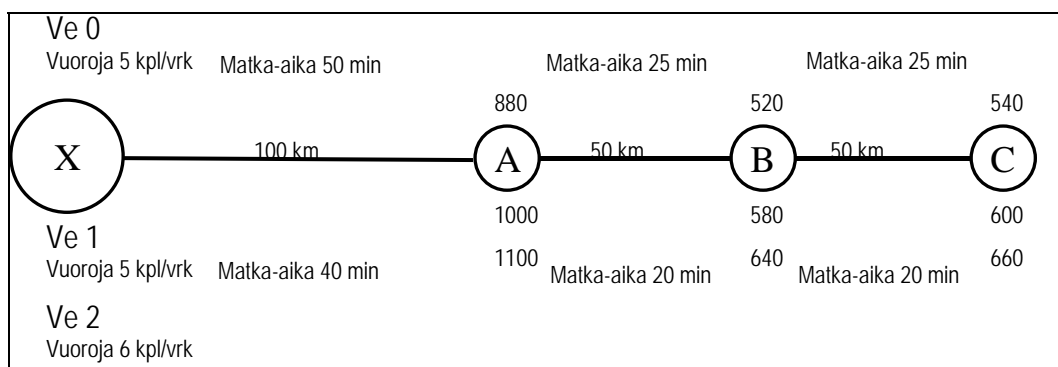 Ve 0
Vuoroja 5 kpl/vrk Matka-aika 50 min Matka-aika 25 min Matka-aika 25 min
880 520 540
X 100 km A 50 km B 50 km C
1000 580 600
Ve 1
1100 640 660
Vuoroja 5 kpl/vrk Matka-aika 40 min Matka-aika 20 min Matka-aika 20 min
Ve 2
Vuoroja 6 kpl/vrk